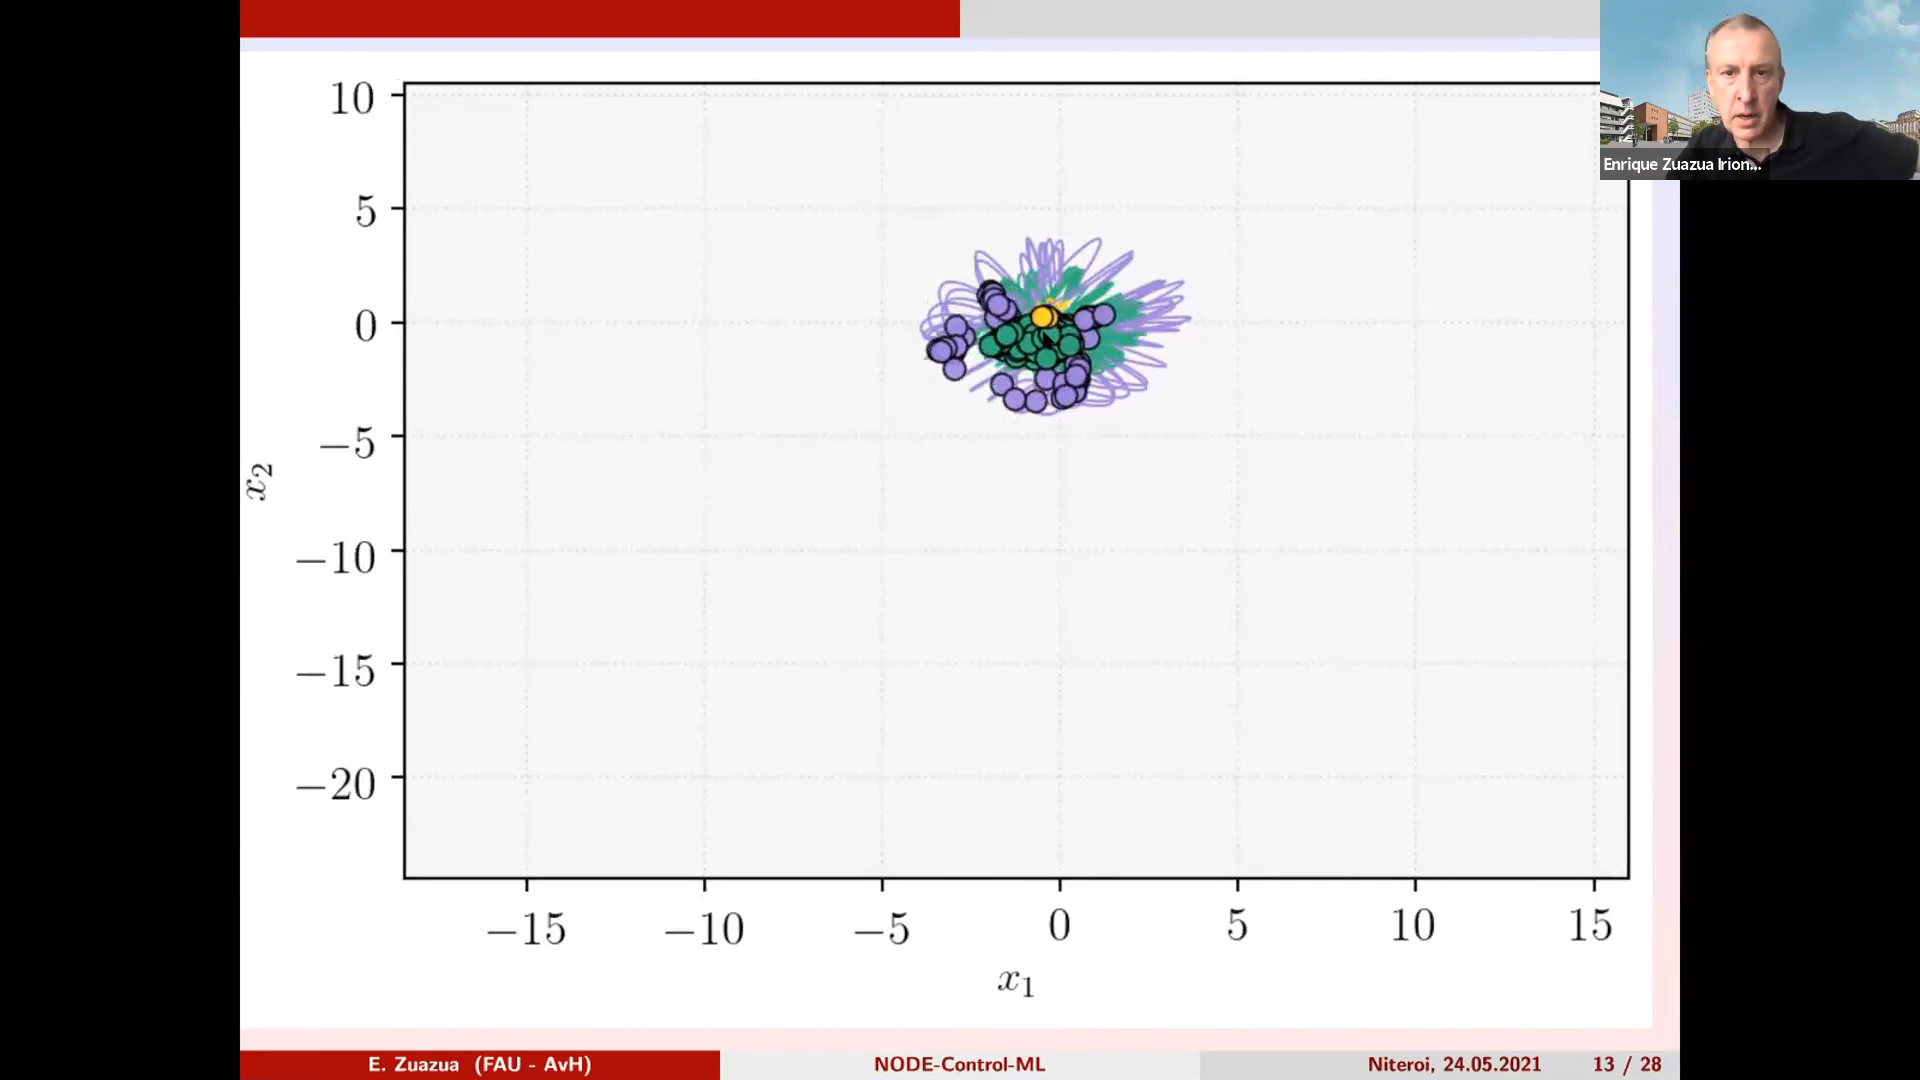 Enrique Zuazua Irion...
10
5
0
−5
−10
−15
−20
x2
−15 −10 −5 0 5 10 15
x1
E. Zuazua (FAU - AvH) NODE-Control-ML Niteroi, 24.05.2021 13 / 28